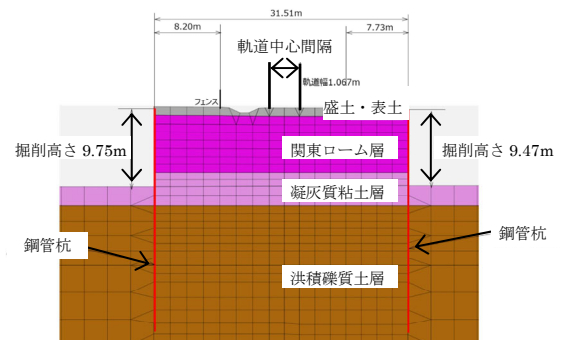 31.51m
8.20m
7.73m
軌道中心間隔
軌道幅1.067m
フェンス
盛土・表土
掘削高さ 9.75m
関東ローム層
掘削高さ 9.47m
凝灰質粘土層
鋼管杭
鋼管杭
洪積礫質土層